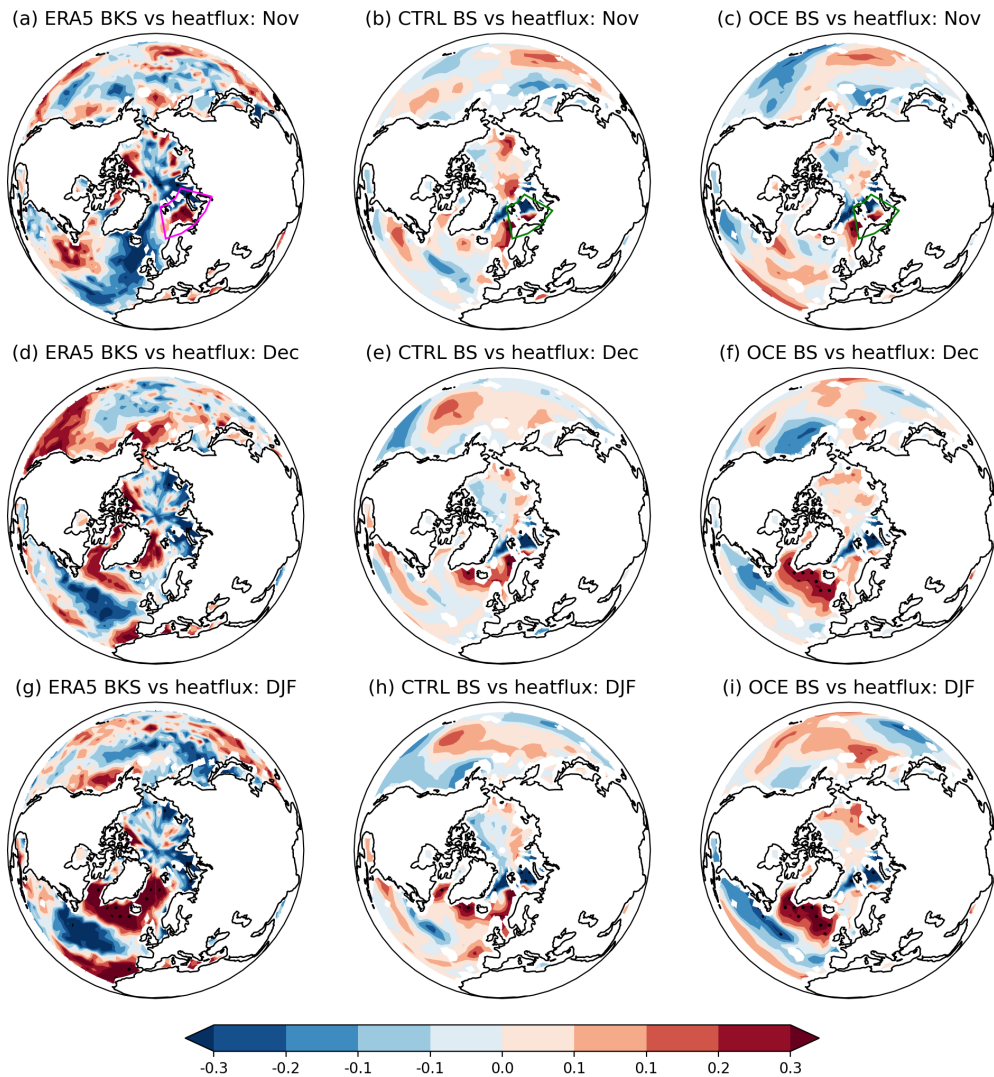 (a) ERA5 BKS vs heatflux: Nov
(b) CTRL BS vs heatflux: Nov
(c) OCE BS vs heatflux: Nov
(d) ERA5 BKS vs heatflux: Dec
(e) CTRL BS vs heatflux: Dec
(f) OCE BS vs heatflux: Dec
(g) ERA5 BKS vs heatflux: DJF
(h) CTRL BS vs heatflux: DJF
(i) OCE BS vs heatflux: DJF
-0.3 -0.2 -0.1 -0.1 0.0 0.1 0.1 0.2 0.3